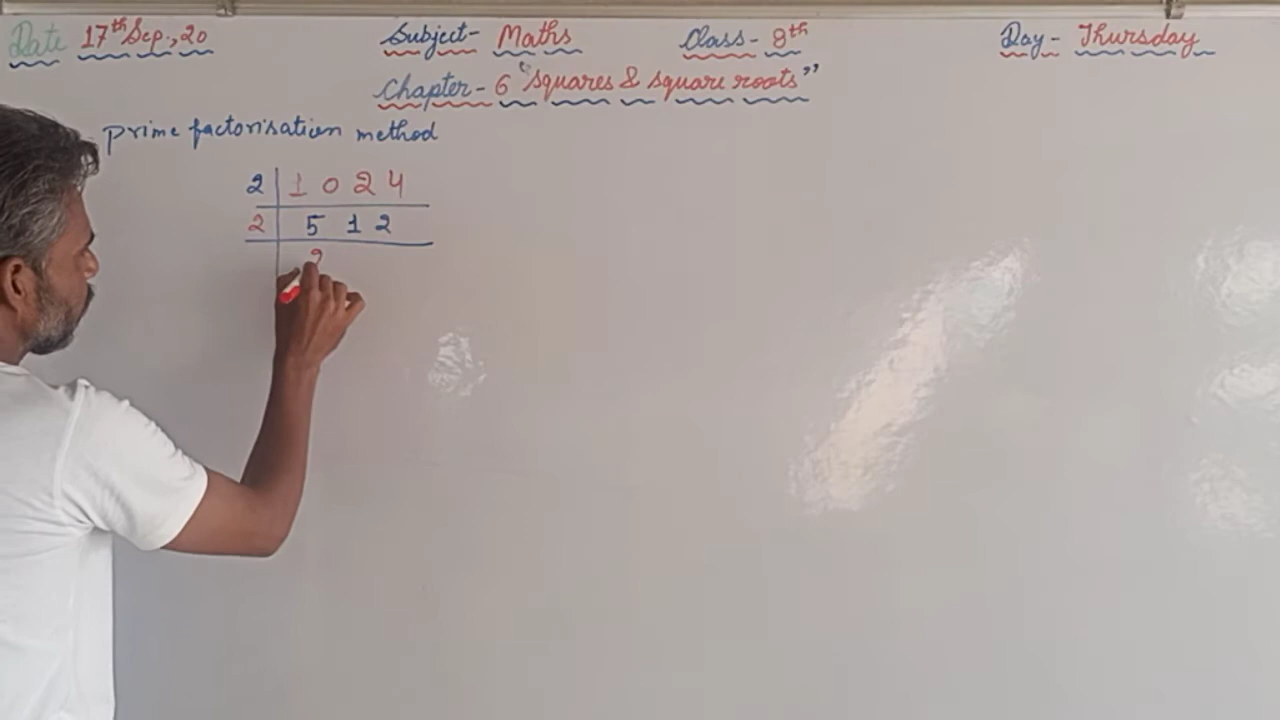 Date 17th Sep., 20 Subject- Maths Class- 8th Day- Thursday
Chapter- 6 "squares & square roots"
Prime factorisation method
2 1 0 2 4
2 5 1 2
2